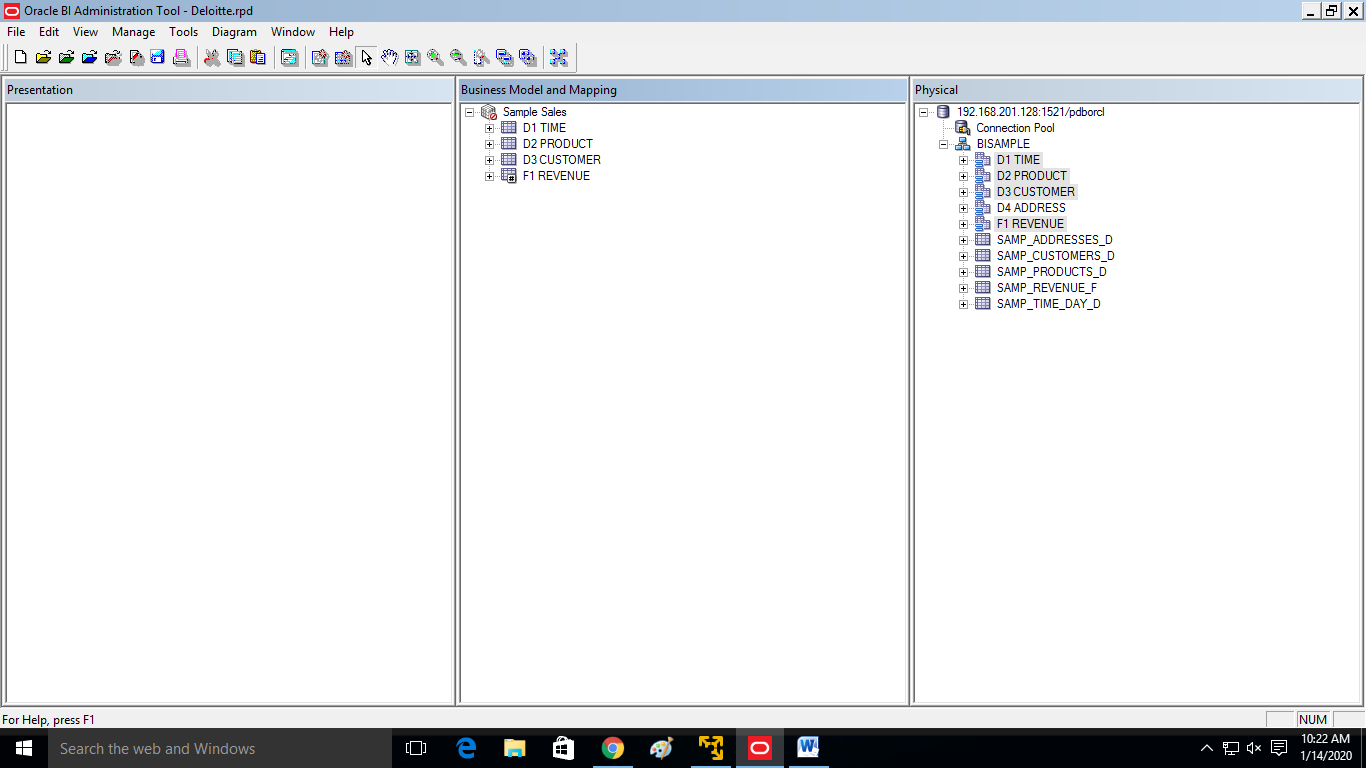 Oracle BI Administration Tool - Deloitte.rpd
File Edit View Manage Tools Diagram Window Help
Presentation
Business Model and Mapping
Sample Sales
D1 TIME
D2 PRODUCT
D3 CUSTOMER
F1 REVENUE
Physical
192.168.201.128:1521/pdborcl
Connection Pool
BISAMPLE
D1 TIME
D2 PRODUCT
D3 CUSTOMER
D4 ADDRESS
F1 REVENUE
SAMP_ADDRESSES_D
SAMP_CUSTOMERS_D
SAMP_PRODUCTS_D
SAMP_REVENUE_F
SAMP_TIME_DAY_D
For Help, press F1
NUM
Search the web and Windows
10:22 AM
1/14/2020